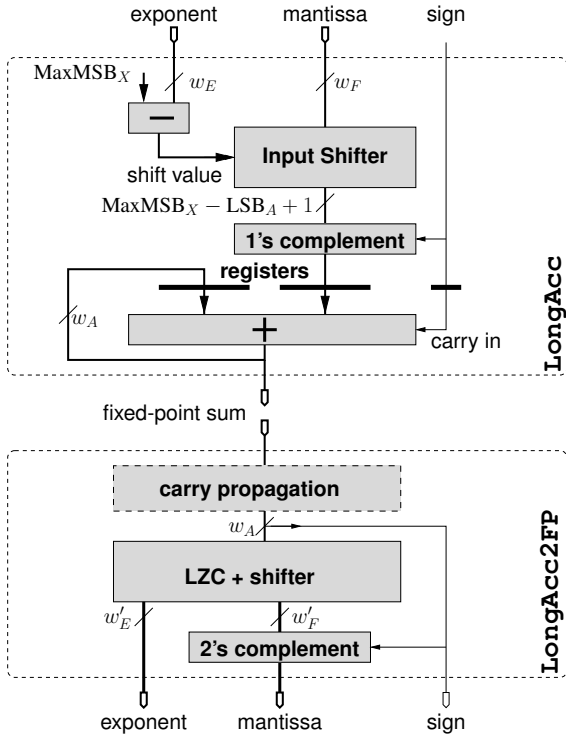 exponent mantissa sign
MaxMSB_X
w_E w_F
−
Input Shifter
shift value
MaxMSB_X − LSB_A + 1
1's complement
registers
w_A
+
carry in
LongAcc
fixed-point sum
carry propagation
w_A
LZC + shifter
w'_E w'_F
2's complement
LongAcc2FP
exponent mantissa sign